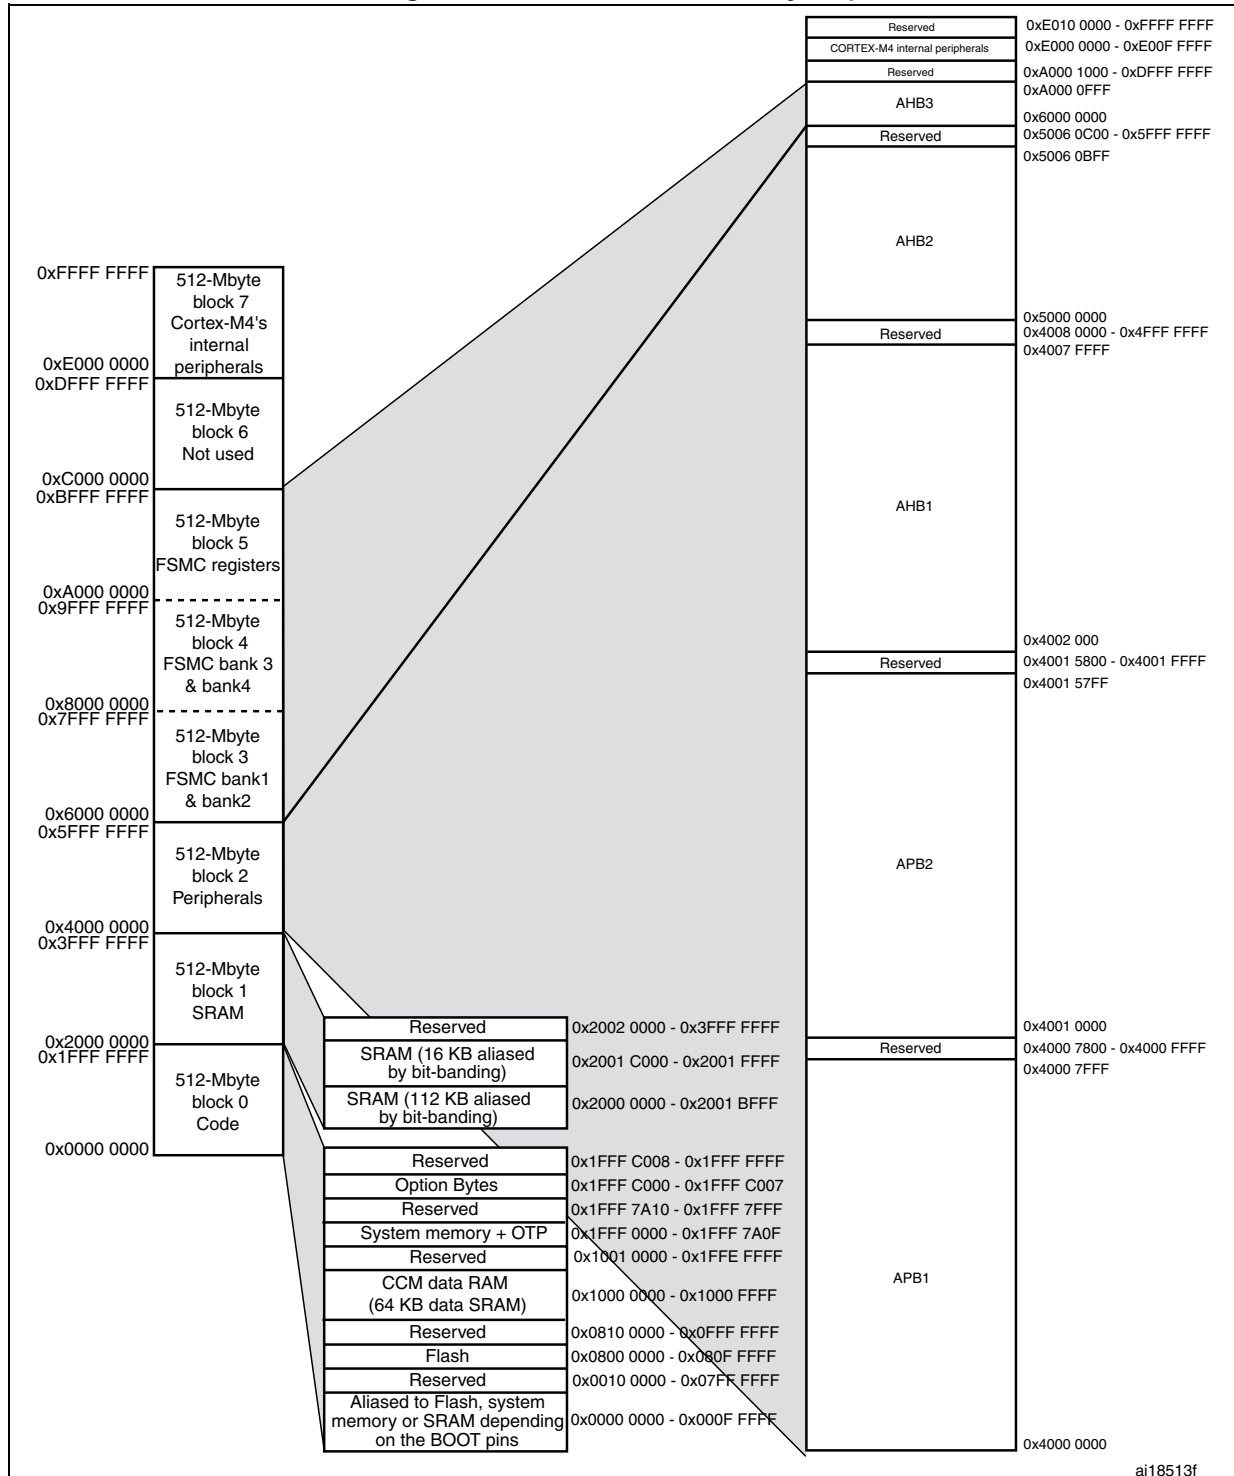 Reserved
0xE010 0000 - 0xFFFF FFFF
CORTEX-M4 internal peripherals
0xE000 0000 - 0xE00F FFFF
Reserved
0xA000 1000 - 0xDFFF FFFF
0xA000 0FFF
AHB3
0x6000 0000
Reserved
0x5006 0C00 - 0x5FFF FFFF
0x5006 0BFF
AHB2
0x5000 0000
Reserved
0x4008 0000 - 0x4FFF FFFF
0x4007 FFFF
AHB1
0x4002 000
Reserved
0x4001 5800 - 0x4001 FFFF
0x4001 57FF
APB2
0x4001 0000
Reserved
0x4000 7800 - 0x4000 FFFF
0x4000 7FFF
APB1
0x4000 0000
0xFFFF FFFF
512-Mbyte
block 7
Cortex-M4's
internal
peripherals
0xE000 0000
0xDFFF FFFF
512-Mbyte
block 6
Not used
0xC000 0000
0xBFFF FFFF
512-Mbyte
block 5
FSMC registers
0xA000 0000
0x9FFF FFFF
512-Mbyte
block 4
FSMC bank 3
& bank4
0x8000 0000
0x7FFF FFFF
512-Mbyte
block 3
FSMC bank1
& bank2
0x6000 0000
0x5FFF FFFF
512-Mbyte
block 2
Peripherals
0x4000 0000
0x3FFF FFFF
512-Mbyte
block 1
SRAM
0x2000 0000
0x1FFF FFFF
512-Mbyte
block 0
Code
0x0000 0000
Reserved
0x2002 0000 - 0x3FFF FFFF
SRAM (16 KB aliased
by bit-banding)
0x2001 C000 - 0x2001 FFFF
SRAM (112 KB aliased
by bit-banding)
0x2000 0000 - 0x2001 BFFF
Reserved
0x1FFF C008 - 0x1FFF FFFF
Option Bytes
0x1FFF C000 - 0x1FFF C007
Reserved
0x1FFF 7A10 - 0x1FFF 7FFF
System memory + OTP
0x1FFF 0000 - 0x1FFF 7A0F
Reserved
0x1001 0000 - 0x1FFE FFFF
CCM data RAM
(64 KB data SRAM)
0x1000 0000 - 0x1000 FFFF
Reserved
0x0810 0000 - 0x0FFF FFFF
Flash
0x0800 0000 - 0x080F FFFF
Reserved
0x0010 0000 - 0x07FF FFFF
Aliased to Flash, system
memory or SRAM depending
on the BOOT pins
0x0000 0000 - 0x000F FFFF
ai18513f